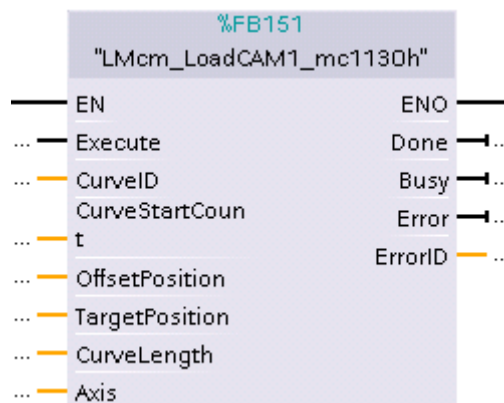 %FB151
"LMcm_LoadCAM1_mc1130h"
EN ENO
... Execute Done ...
... CurveID Busy ...
CurveStartCoun
... t Error ...
ErrorID ...
... OffsetPosition
... TargetPosition
... CurveLength
... Axis